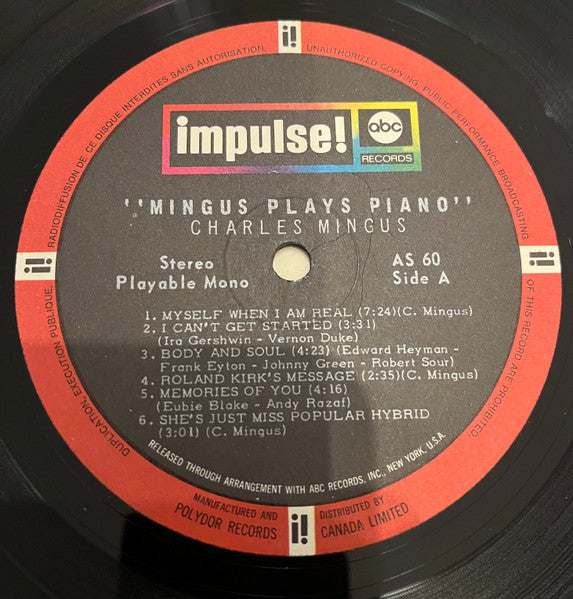 RADIODIFFUSION DE CE DISQUE INTERDITES SANS AUTORISATION.
i!
UNAUTHORIZED COPYING, PUBLIC PERFORMANCE BROADCASTING
impulse!
abc
RECORDS
"MINGUS PLAYS PIANO"
CHARLES MINGUS
Stereo
Playable Mono
AS 60
Side A
i!
i!
1. MYSELF WHEN I AM REAL (7:24)(C. Mingus)
2. I CAN'T GET STARTED (3:31)
(Ira Gershwin - Vernon Duke)
3. BODY AND SOUL (4:23) (Edward Heyman -
Frank Eyton - Johnny Green - Robert Sour)
4. ROLAND KIRK'S MESSAGE (2:35)(C. Mingus)
5. MEMORIES OF YOU (4:16)
(Eubie Blake - Andy Razaf)
6. SHE'S JUST MISS POPULAR HYBRID
(3:01) (C. Mingus)
RELEASED THROUGH ARRANGEMENT WITH ABC RECORDS, INC., NEW YORK, U.S.A.
DUPLICATION, EXECUTION PUBLIQUE,
OF THIS RECORD ARE PROHIBITED.
MANUFACTURED AND
POLYDOR RECORDS
i!
DISTRIBUTED BY
CANADA LIMITED